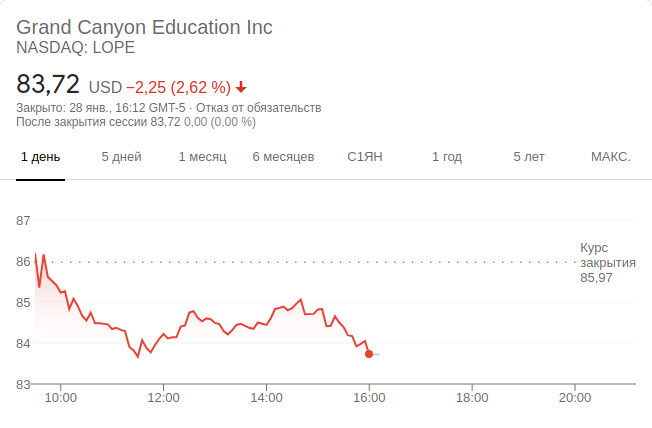 Grand Canyon Education Inc
NASDAQ: LOPE
83,72 USD −2,25 (2,62 %)
Закрыто: 28 янв., 16:12 GMT-5 · Отказ от обязательств
После закрытия сессии 83,72 0,00 (0,00 %)
1 день 5 дней 1 месяц 6 месяцев С1ЯН 1 год 5 лет МАКС.
87
86
85
84
83
Курс
закрытия
85,97
10:00 12:00 14:00 16:00 18:00 20:00